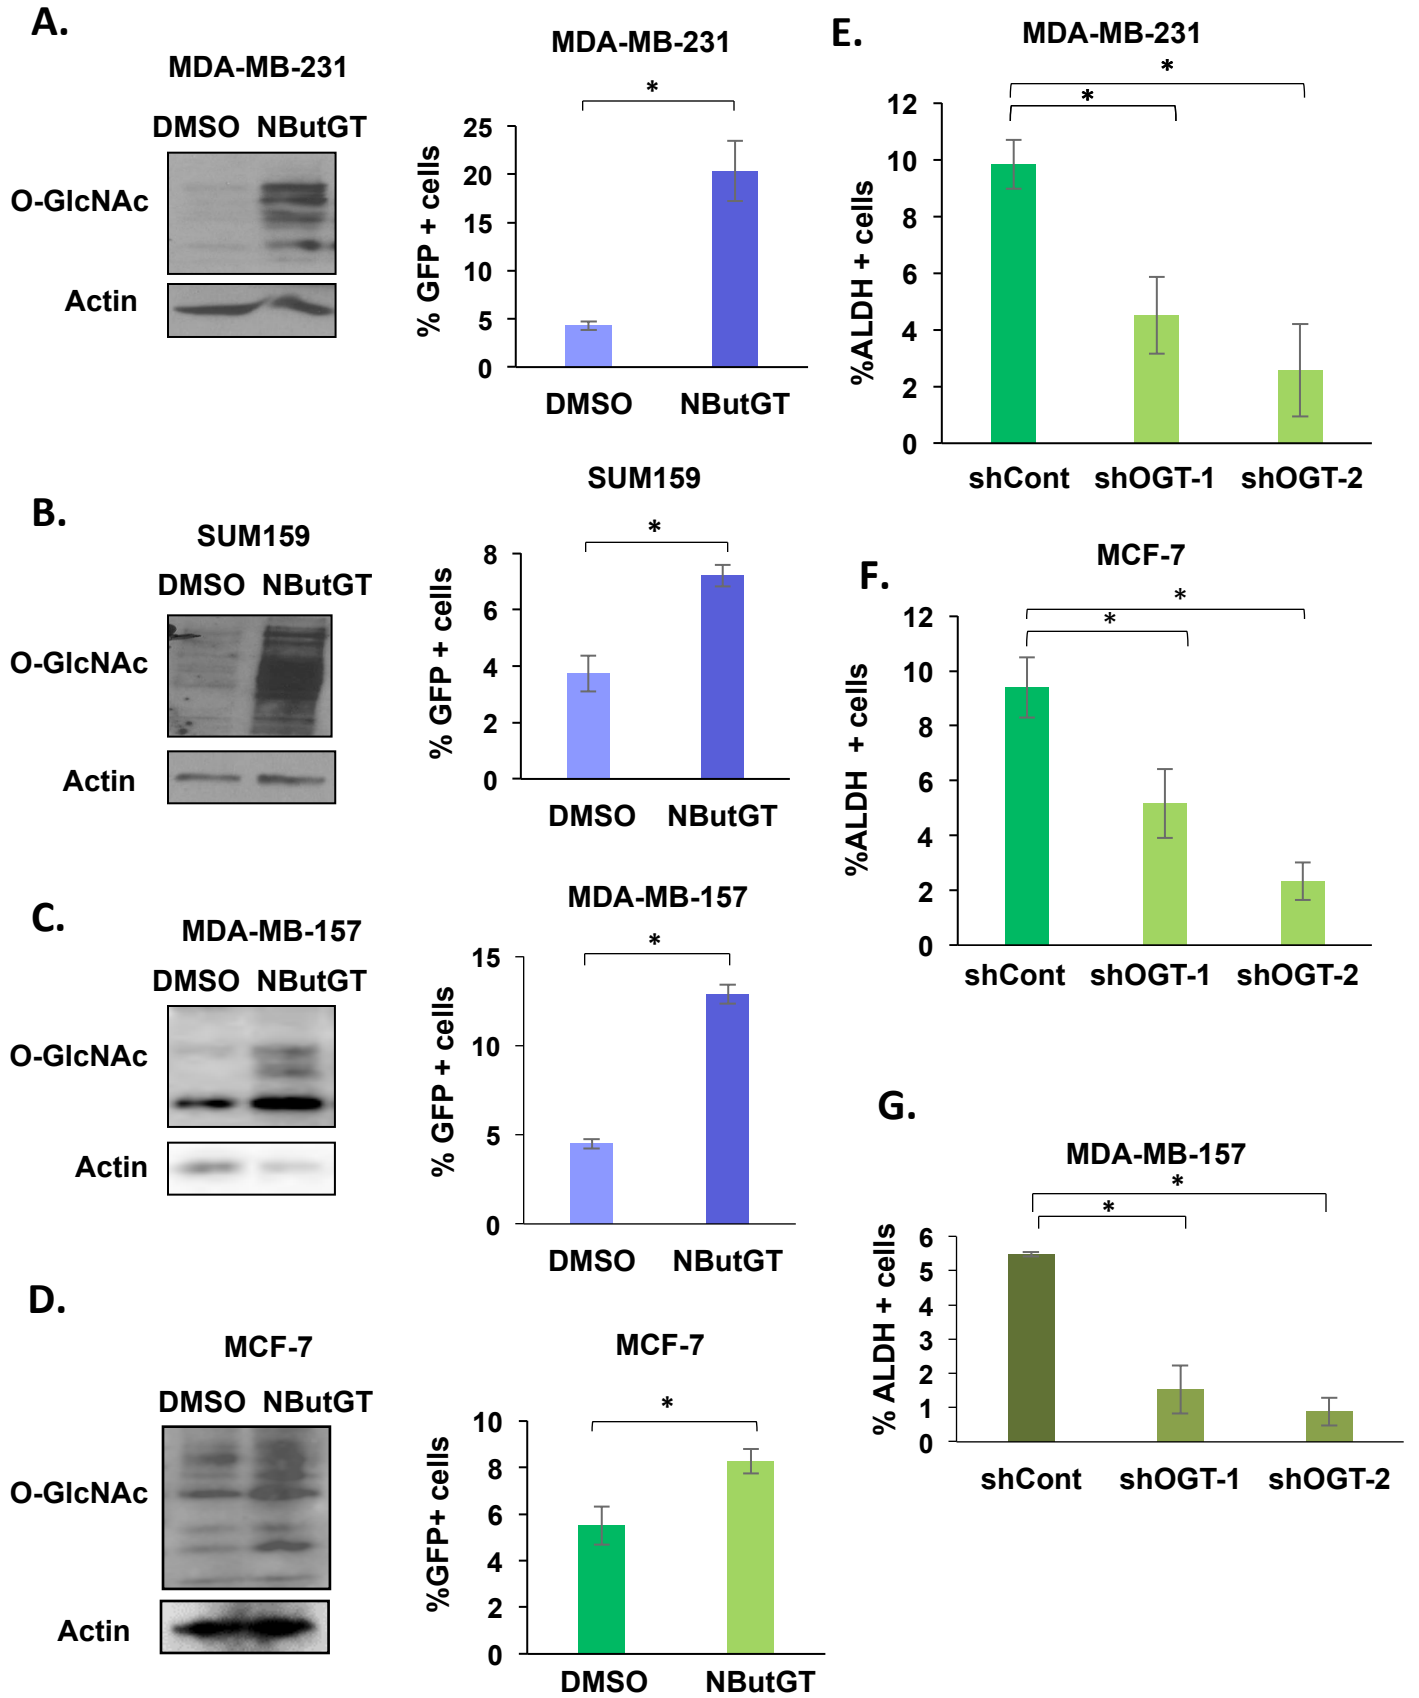 A.
MDA-MB-231
DMSO NButGT
O-GlcNAc
Actin
MDA-MB-231
*
% GFP + cells
25
20
15
10
5
0
DMSO NButGT
B.
SUM159
DMSO NButGT
O-GlcNAc
Actin
SUM159
*
% GFP + cells
8
6
4
2
0
DMSO NButGT
C.
MDA-MB-157
DMSO NButGT
O-GlcNAc
Actin
MDA-MB-157
*
% GFP + cells
15
10
5
0
DMSO NButGT
D.
MCF-7
DMSO NButGT
O-GlcNAc
Actin
MCF-7
*
%GFP+ cells
10
8
6
4
2
0
DMSO NButGT
E.
MDA-MB-231
*
*
%ALDH + cells
12
10
8
6
4
2
0
shCont shOGT-1 shOGT-2
F.
MCF-7
*
*
%ALDH + cells
12
10
8
6
4
2
0
shCont shOGT-1 shOGT-2
G.
MDA-MB-157
*
*
% ALDH + cells
6
5
4
3
2
1
0
shCont shOGT-1 shOGT-2